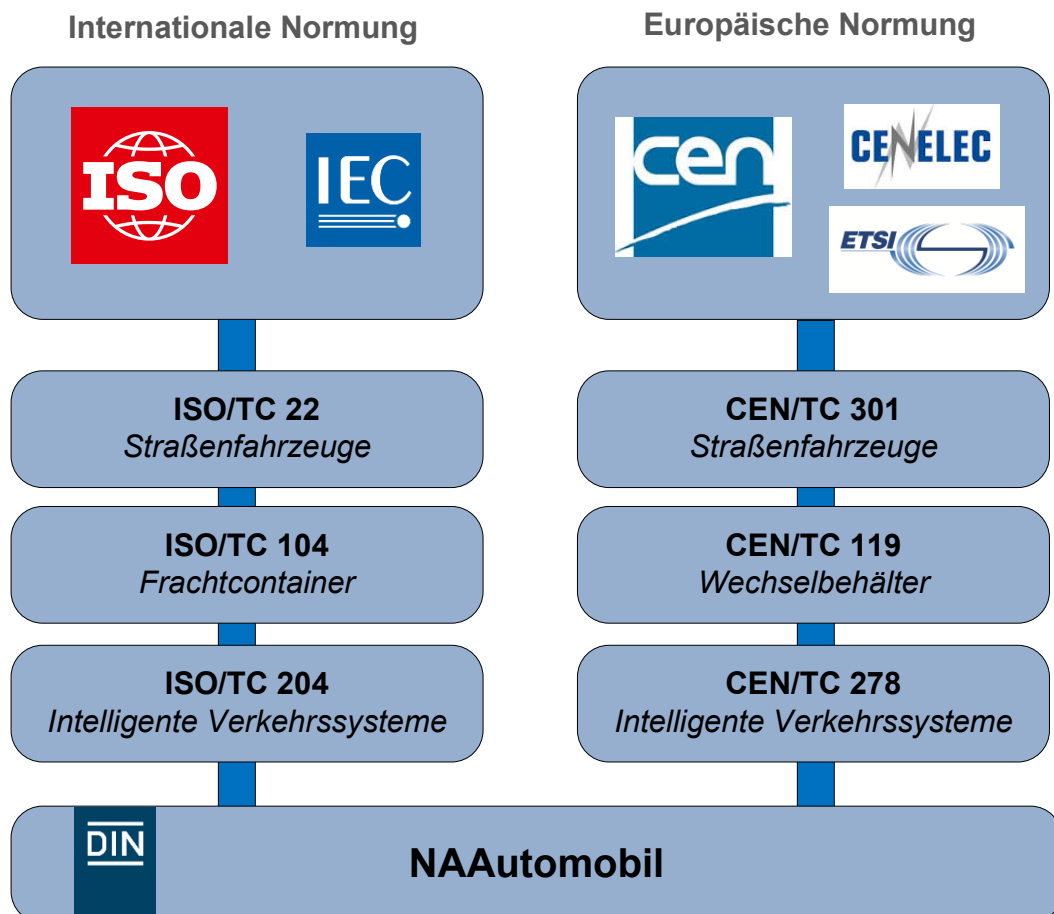 Internationale Normung
Europäische Normung
ISO
IEC
cen
CENELEC
ETSI
ISO/TC 22
Straßenfahrzeuge
CEN/TC 301
Straßenfahrzeuge
ISO/TC 104
Frachtcontainer
CEN/TC 119
Wechselbehälter
ISO/TC 204
Intelligente Verkehrssysteme
CEN/TC 278
Intelligente Verkehrssysteme
DIN
NAAutomobil